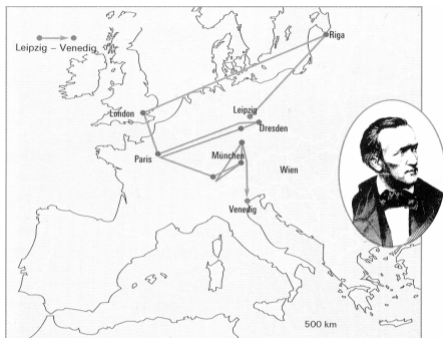 Riga
Leipzig – Venedig
London
Leipzig
Dresden
Paris
München
Wien
Venedig
500 km